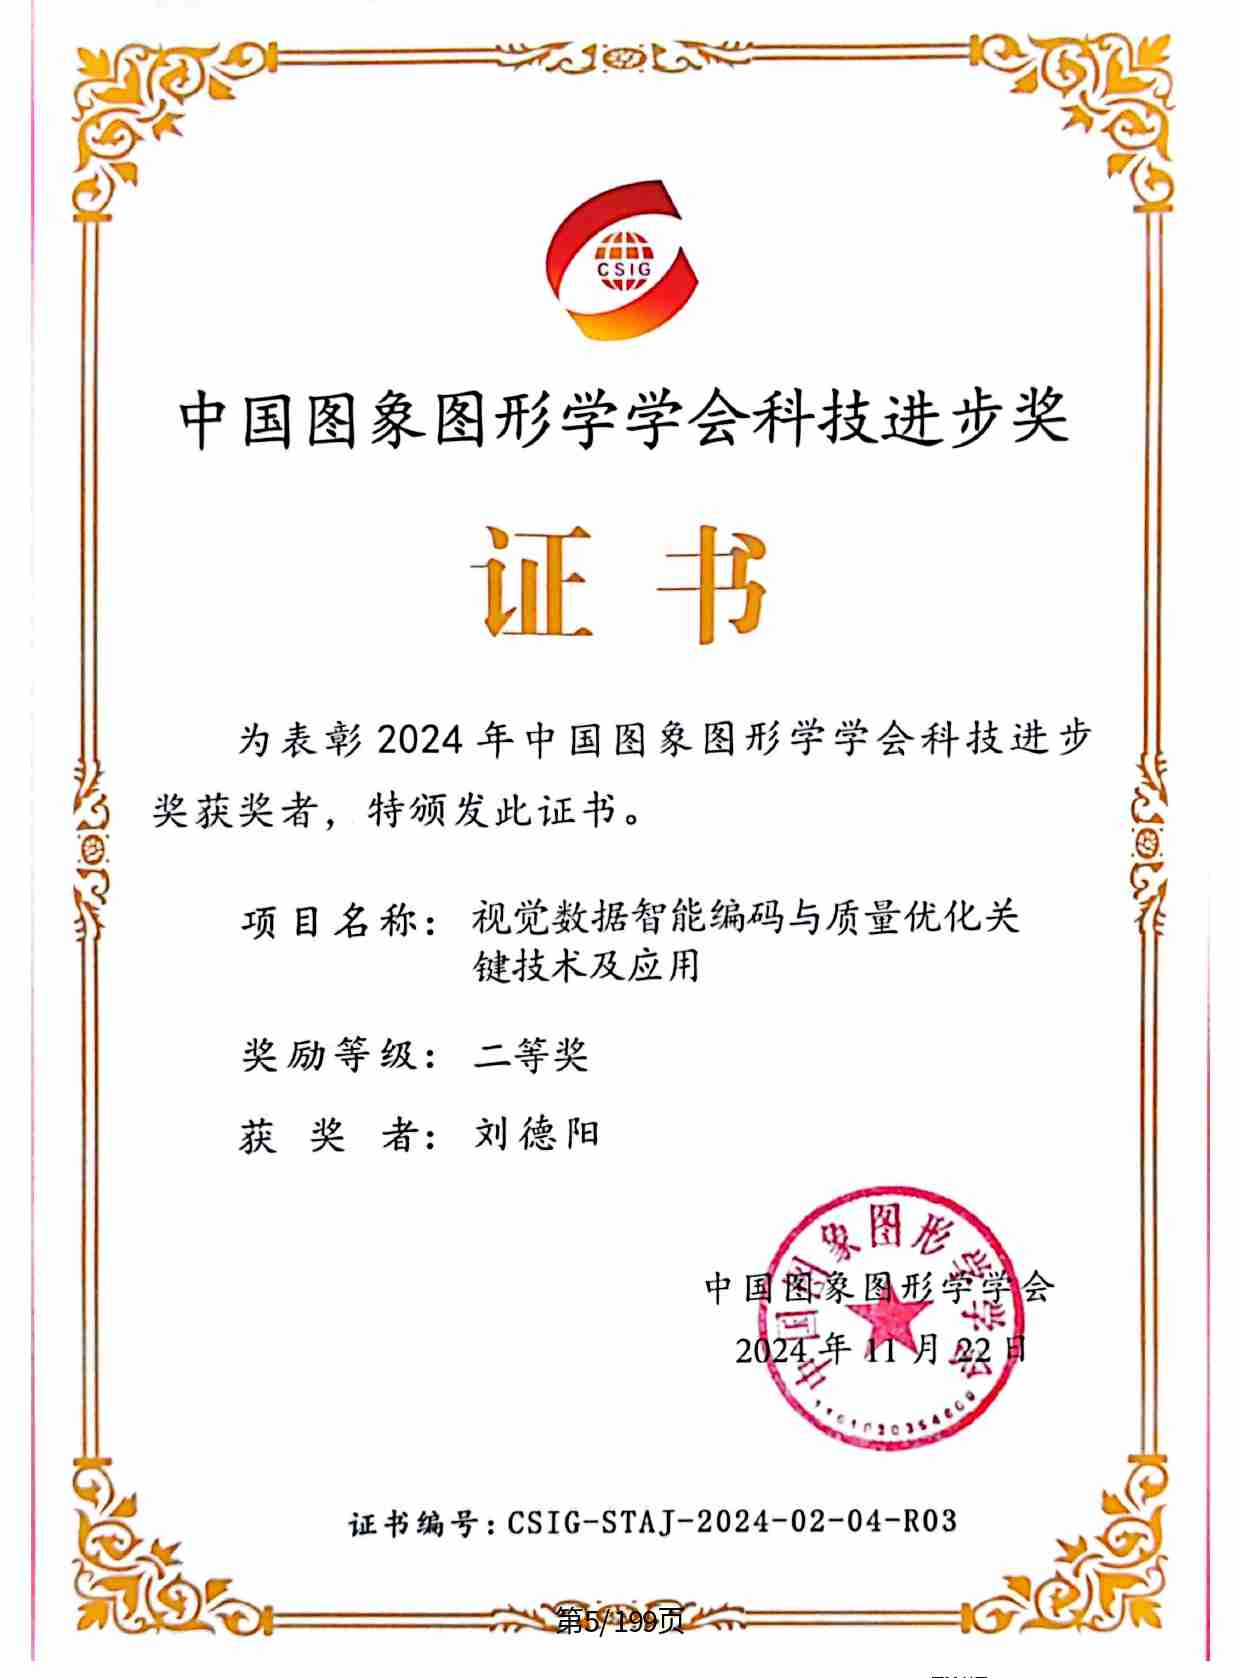 CSIG
中国图象图形学学会科技进步奖
证书
为表彰2024年中国图象图形学学会科技进步
奖获奖者，特颁发此证书。
项目名称：视觉数据智能编码与质量优化关
键技术及应用
奖励等级：二等奖
获奖者：刘德阳
中国图象图形学学会
中国图象图形学学会
2024年11月22日
证书编号：CSIG-STAJ-2024-02-04-R03
第5/199页